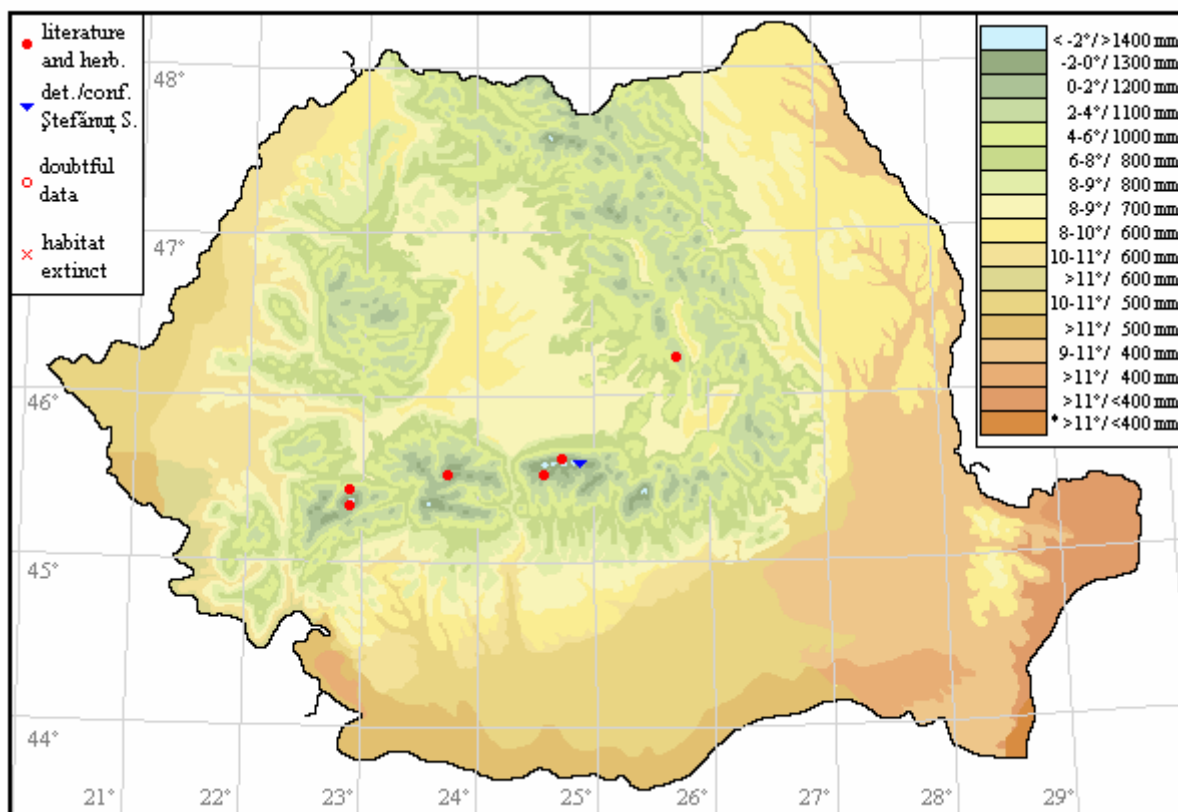 literature
and herb.
det./conf.
Ştefănuţ S.
doubtful
data
habitat
extinct
< -2°/>1400 mm
-2-0°/ 1300 mm
0-2°/ 1200 mm
2-4°/ 1100 mm
4-6°/ 1000 mm
6-8°/ 800 mm
8-9°/ 800 mm
8-9°/ 700 mm
8-10°/ 600 mm
10-11°/ 600 mm
>11°/ 600 mm
10-11°/ 500 mm
>11°/ 500 mm
9-11°/ 400 mm
>11°/ 400 mm
>11°/<400 mm
* >11°/<400 mm
48°
47°
46°
45°
44°
21°
22°
23°
24°
25°
26°
27°
28°
29°